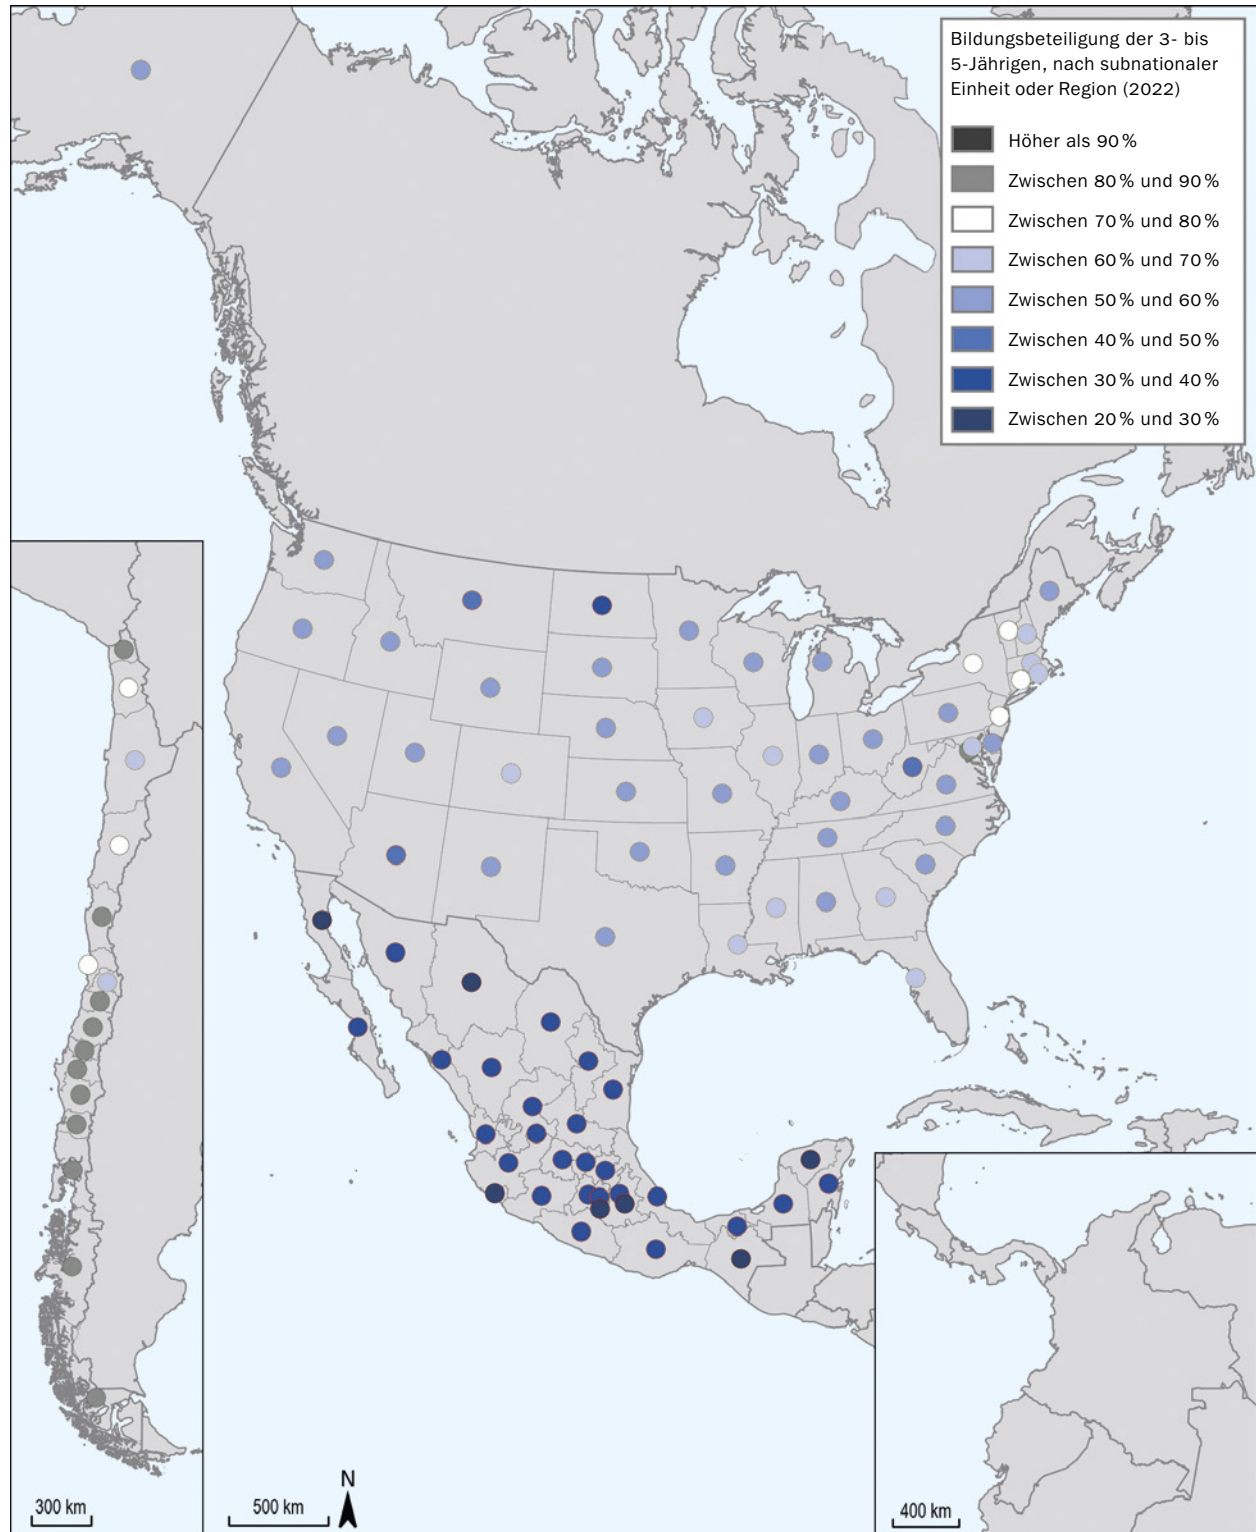 Bildungsbeteiligung der 3- bis
5-Jährigen, nach subnationaler
Einheit oder Region (2022)
Höher als 90 %
Zwischen 80 % und 90 %
Zwischen 70 % und 80 %
Zwischen 60 % und 70 %
Zwischen 50 % und 60 %
Zwischen 40 % und 50 %
Zwischen 30 % und 40 %
Zwischen 20 % und 30 %
300 km
500 km
N
400 km